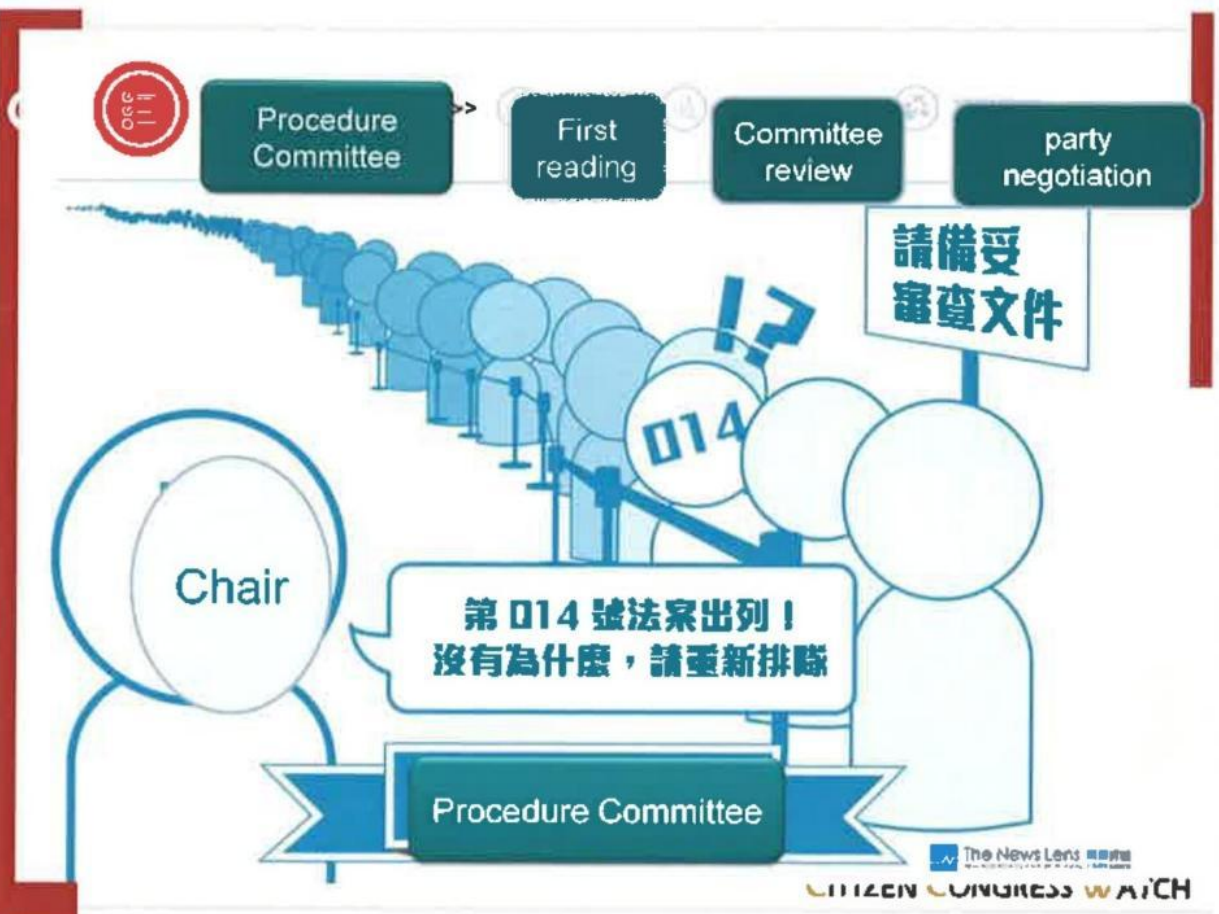 Procedure
Committee
>>
First
reading
Committee
review
party
negotiation
請備妥
審查文件
!?
014
Chair
第 014 號法案出列！
沒有為什麼，請重新排隊
Procedure Committee
The News Lens
CITIZEN CONGRESS WATCH